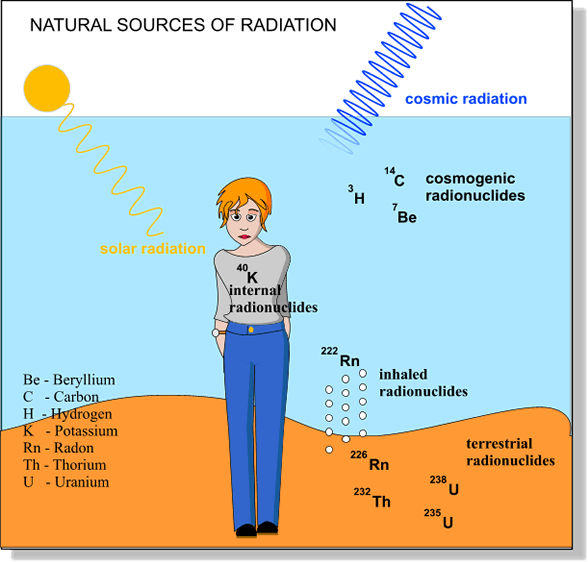 NATURAL SOURCES OF RADIATION
cosmic radiation
¹⁴C
³H
⁷Be
cosmogenic
radionuclides
solar radiation
⁴⁰K
internal
radionuclides
²²²Rn
inhaled
radionuclides
Be - Beryllium
C - Carbon
H - Hydrogen
K - Potassium
Rn - Radon
Th - Thorium
U - Uranium
terrestrial
radionuclides
²²⁶Rn
²³²Th
²³⁸U
²³⁵U